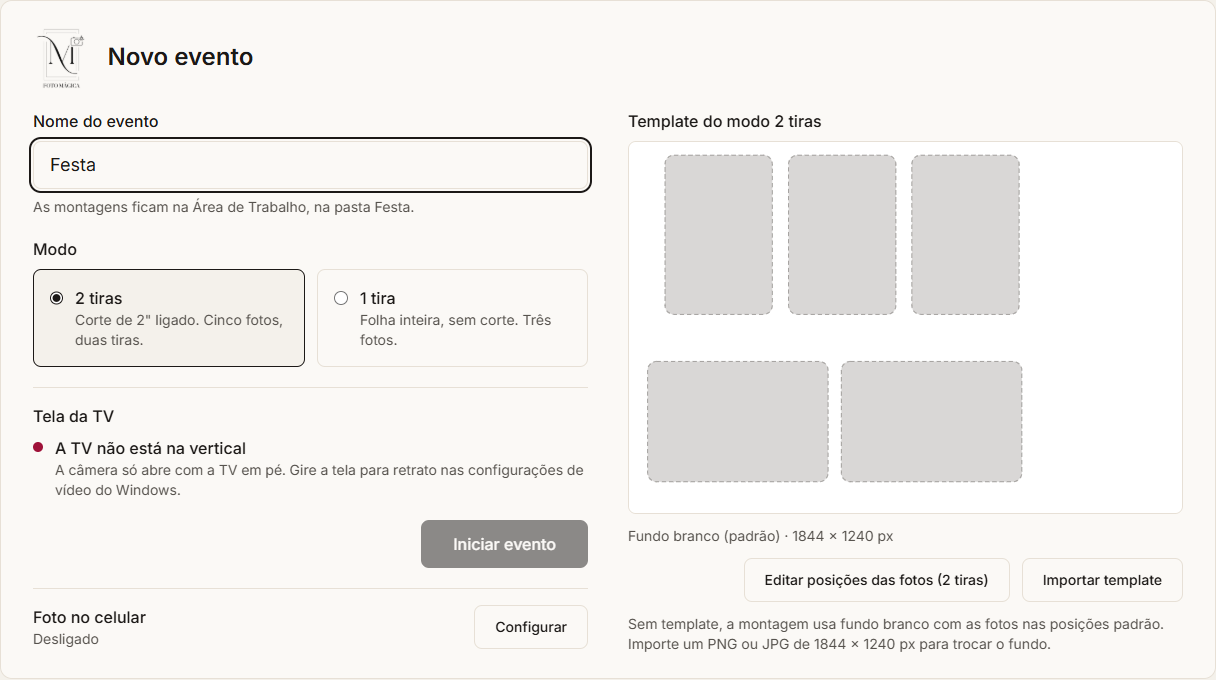 FOTO MÁGICA
Novo evento
Nome do evento
Festa
As montagens ficam na Área de Trabalho, na pasta Festa.
Modo
2 tiras
Corte de 2" ligado. Cinco fotos,
duas tiras.
1 tira
Folha inteira, sem corte. Três
fotos.
Tela da TV
A TV não está na vertical
A câmera só abre com a TV em pé. Gire a tela para retrato nas configurações de
vídeo do Windows.
Iniciar evento
Foto no celular
Desligado
Configurar
Template do modo 2 tiras
Fundo branco (padrão) · 1844 × 1240 px
Editar posições das fotos (2 tiras)
Importar template
Sem template, a montagem usa fundo branco com as fotos nas posições padrão.
Importe um PNG ou JPG de 1844 × 1240 px para trocar o fundo.